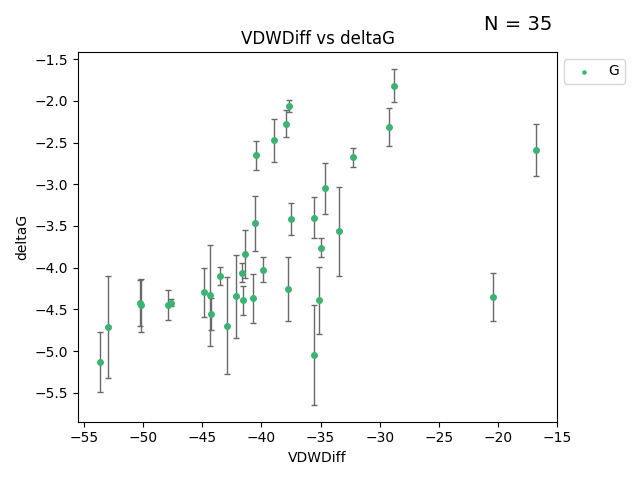 N = 35
VDWDiff vs deltaG
G
−1.5
−2.0
−2.5
−3.0
−3.5
−4.0
−4.5
−5.0
−5.5
deltaG
−55 −50 −45 −40 −35 −30 −25 −20 −15
VDWDiff